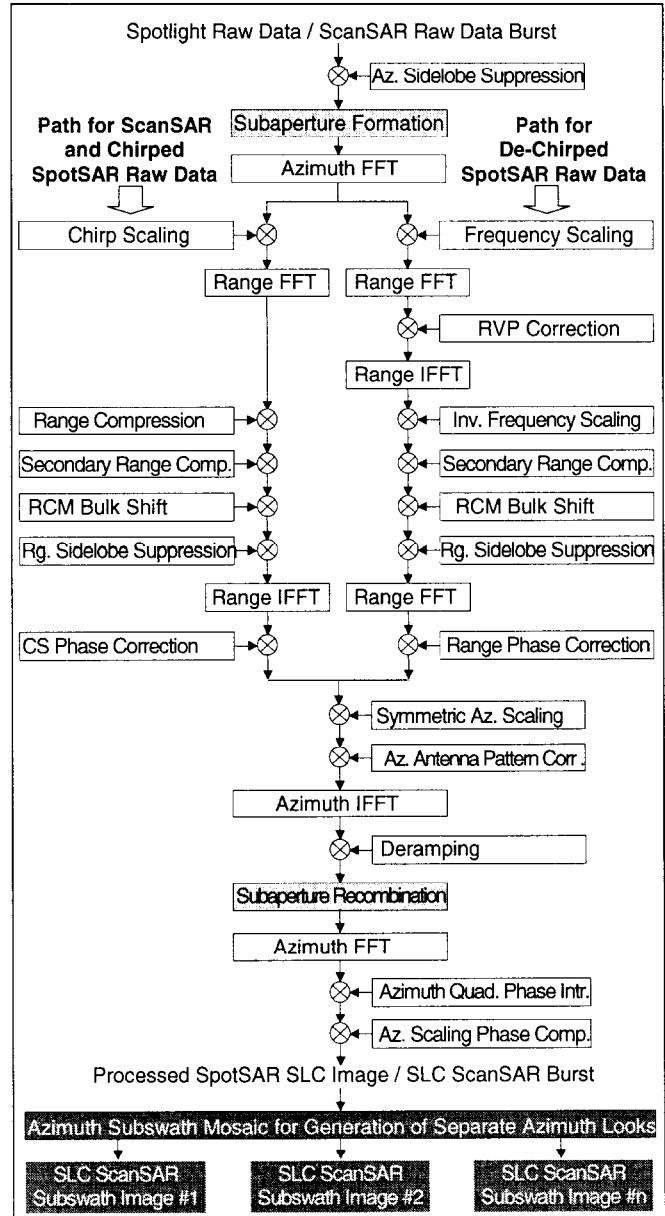 Spotlight Raw Data / ScanSAR Raw Data Burst
Az. Sidelobe Suppression
Path for ScanSAR
and Chirped
SpotSAR Raw Data
Subaperture Formation
Path for
De-Chirped
SpotSAR Raw Data
Azimuth FFT
Chirp Scaling
Frequency Scaling
Range FFT
Range FFT
RVP Correction
Range IFFT
Range Compression
Inv. Frequency Scaling
Secondary Range Comp.
Secondary Range Comp.
RCM Bulk Shift
RCM Bulk Shift
Rg. Sidelobe Suppression
Rg. Sidelobe Suppression
Range IFFT
Range FFT
CS Phase Correction
Range Phase Correction
Symmetric Az. Scaling
Az. Antenna Pattern Corr.
Azimuth IFFT
Deramping
Subaperture Recombination
Azimuth FFT
Azimuth Quad. Phase Intr.
Az. Scaling Phase Comp.
Processed SpotSAR SLC Image / SLC ScanSAR Burst
Azimuth Subswath Mosaic for Generation of Separate Azimuth Looks
SLC ScanSAR
Subswath Image #1
SLC ScanSAR
Subswath Image #2
SLC ScanSAR
Subswath Image #n